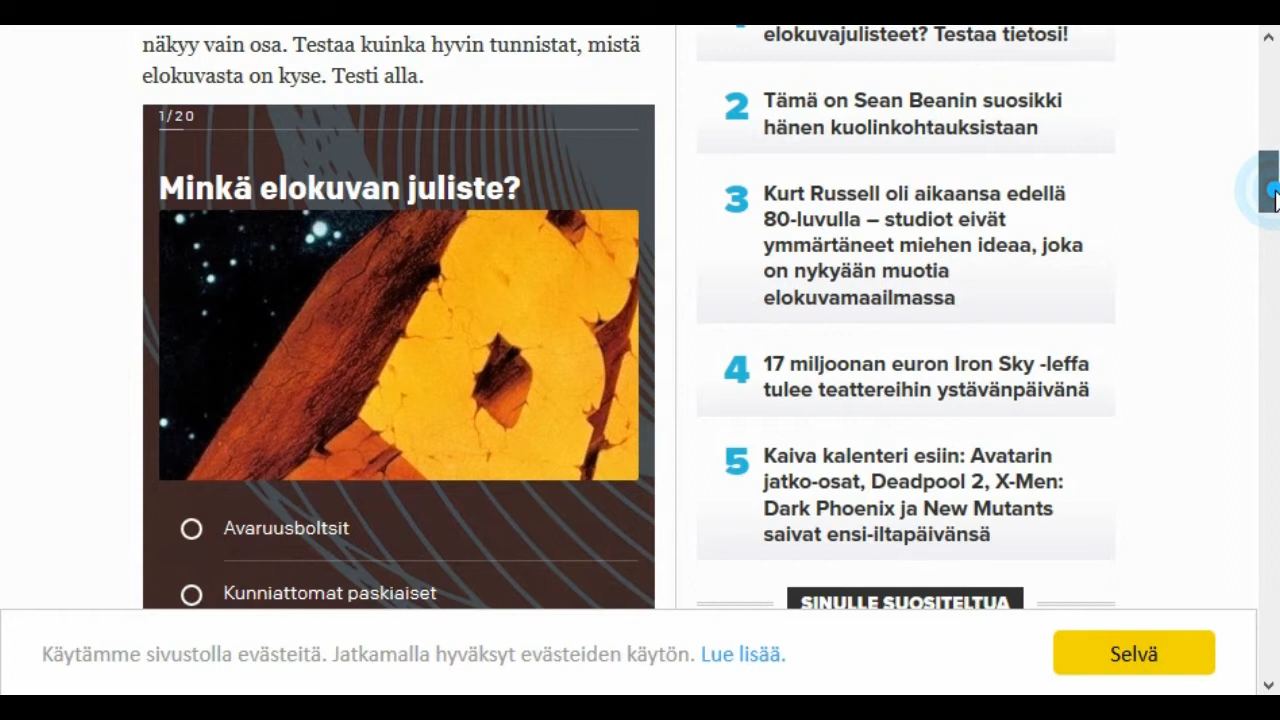 näkyy vain osa. Testaa kuinka hyvin tunnistat, mistä
elokuvasta on kyse. Testi alla.
1/20
Minkä elokuvan juliste?
Avaruusboltsit
Kunniattomat paskiaiset
elokuvajulisteet? Testaa tietosi!
2
Tämä on Sean Beanin suosikki
hänen kuolinkohtauksistaan
3
Kurt Russell oli aikaansa edellä
80-luvulla – studiot eivät
ymmärtäneet miehen ideaa, joka
on nykyään muotia
elokuvamaailmassa
4
17 miljoonan euron Iron Sky -leffa
tulee teattereihin ystävänpäivänä
5
Kaiva kalenteri esiin: Avatarin
jatko-osat, Deadpool 2, X-Men:
Dark Phoenix ja New Mutants
saivat ensi-iltapäivänsä
SINULLE SUOSITELTUA
Käytämme sivustolla evästeitä. Jatkamalla hyväksyt evästeiden käytön. Lue lisää.
Selvä